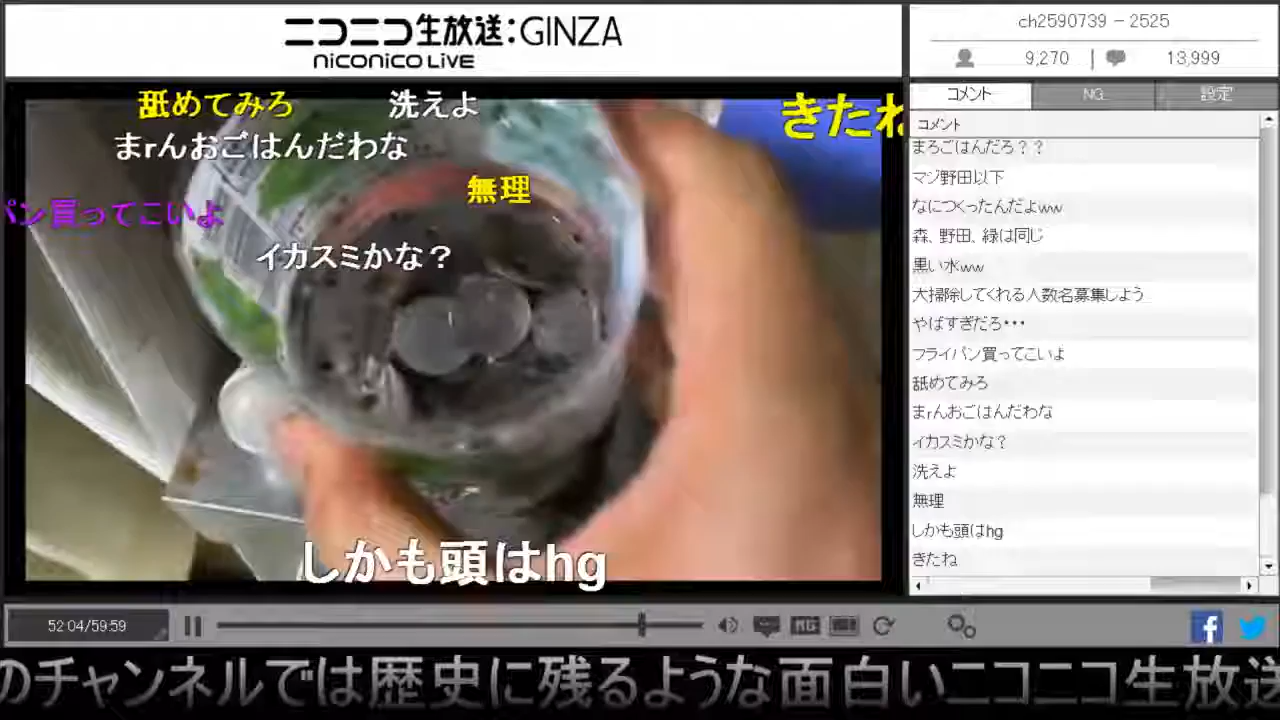 ニコニコ生放送:GINZA
niconico LIVE
ch2590739 － 2525
9,270 | 13,999
コメント NG 設定
コメント
まろごはんだろ？？
マジ野田以下
なにつくったんだよww
森、野田、緑は同じ
黒い水ww
大掃除してくれる人数名募集しよう
やばすぎだろ・・・
フライパン買ってこいよ
舐めてみろ
まrんおごはんだわな
イカスミかな？
洗えよ
無理
しかも頭はhg
きたね
舐めてみろ 洗えよ きたね
まrんおごはんだわな
無理
パン買ってこいよ
イカスミかな？
しかも頭はhg
52:04/59:59
NG
のチャンネルでは歴史に残るような面白いニコニコ生放送